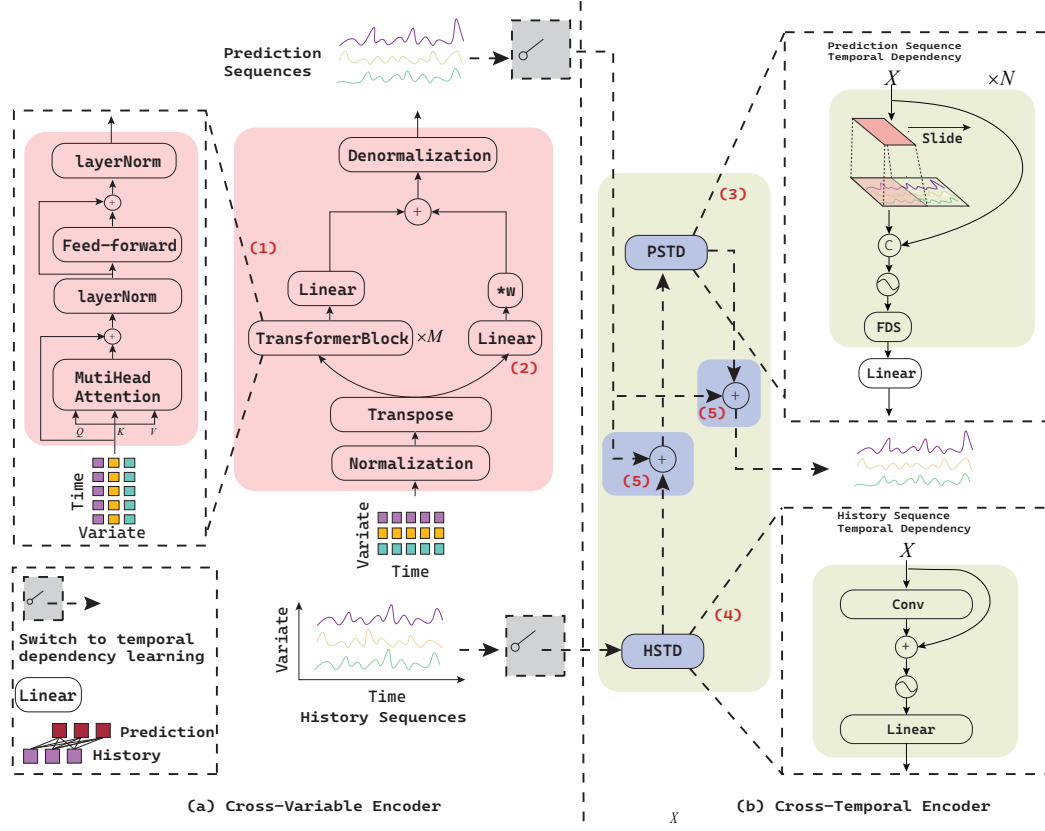 Prediction
Sequences
layerNorm
+
Feed-forward
layerNorm
+
MutiHead
Attention
Q
K
V
Time
Variate
(1)
Denormalization
+
Linear
*w
TransformerBlock
×M
Linear
(2)
Transpose
Normalization
Variate
Time
Switch to temporal
dependency learning
Linear
Prediction
History
Variate
Time
History Sequences
(a) Cross-Variable Encoder
(3)
PSTD
+
(5)
+
(5)
(4)
HSTD
Prediction Sequence
Temporal Dependency
X
×N
Slide
C
FDS
Linear
History Sequence
Temporal Dependency
X
Conv
+
Linear
(b) Cross-Temporal Encoder
X